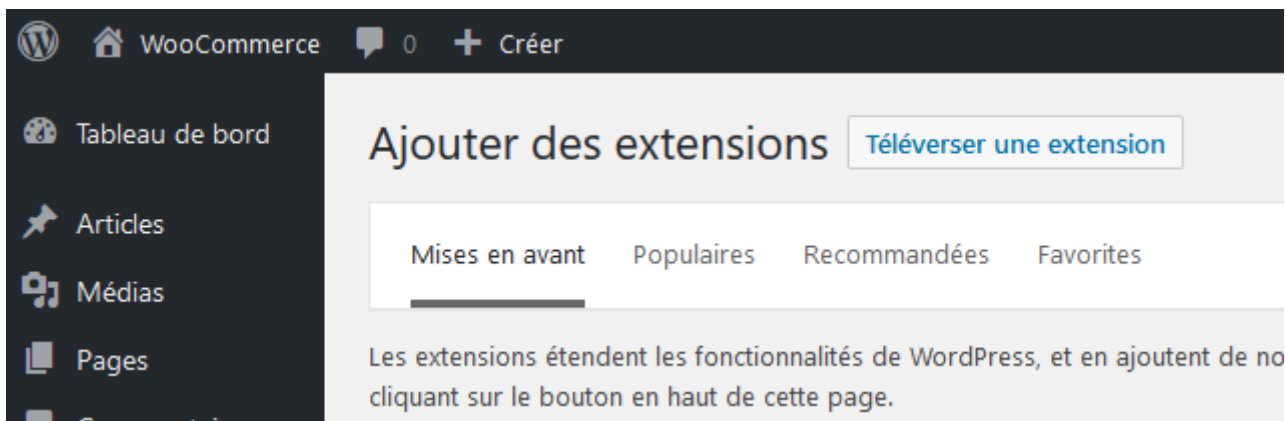 WooCommerce 0 Créer
Tableau de bord
Ajouter des extensions Téléverser une extension
Articles
Mises en avant Populaires Recommandées Favorites
Médias
Pages
Les extensions étendent les fonctionnalités de WordPress, et en ajoutent de no
cliquant sur le bouton en haut de cette page.